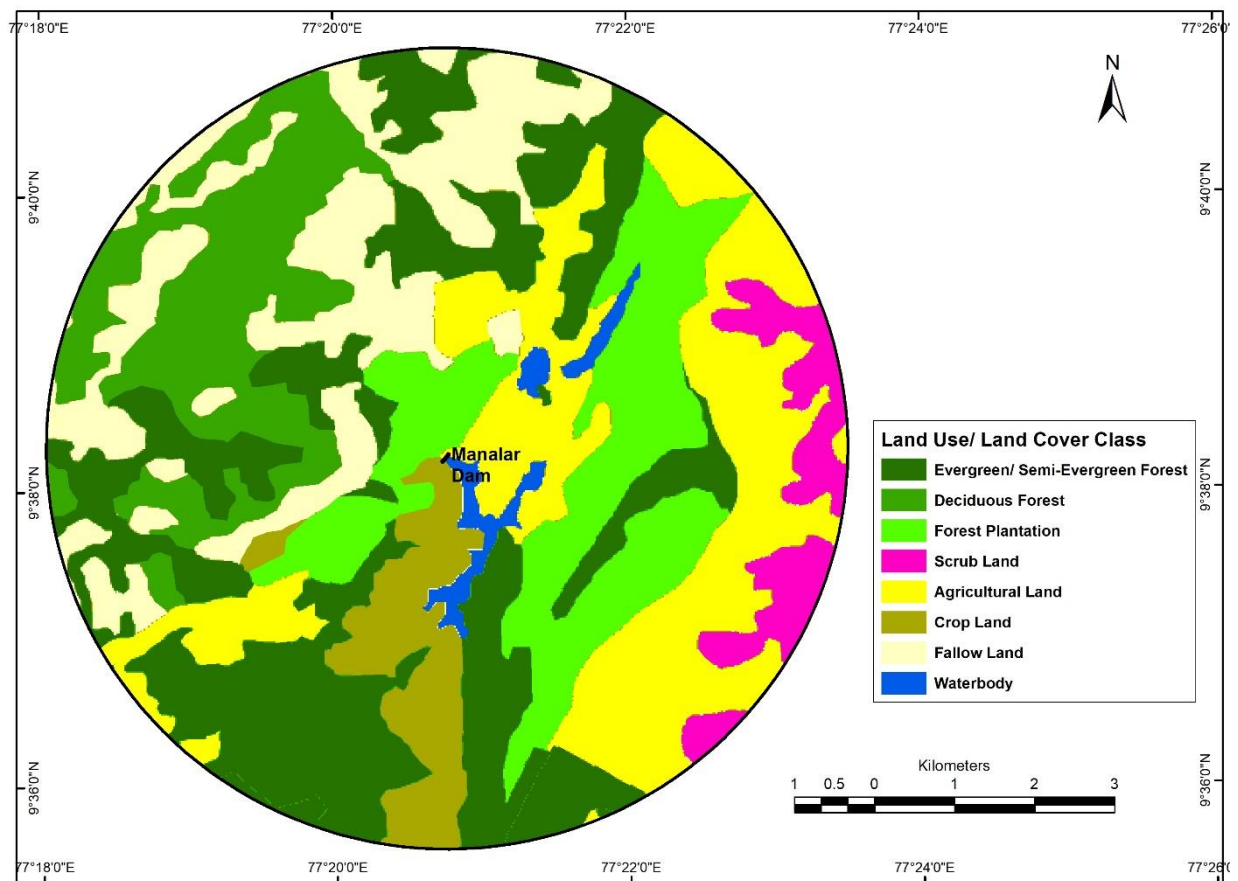 77°18'0"E 77°20'0"E 77°22'0"E 77°24'0"E 77°26'0"
N
9°40'0"N 9°40'0"N
Manalar
Dam
9°38'0"N 9°38'0"N
Land Use/ Land Cover Class
Evergreen/ Semi-Evergreen Forest
Deciduous Forest
Forest Plantation
Scrub Land
Agricultural Land
Crop Land
Fallow Land
Waterbody
9°36'0"N 9°36'0"N
Kilometers
1 0.5 0 1 2 3
77°18'0"E 77°20'0"E 77°22'0"E 77°24'0"E 77°26'0"